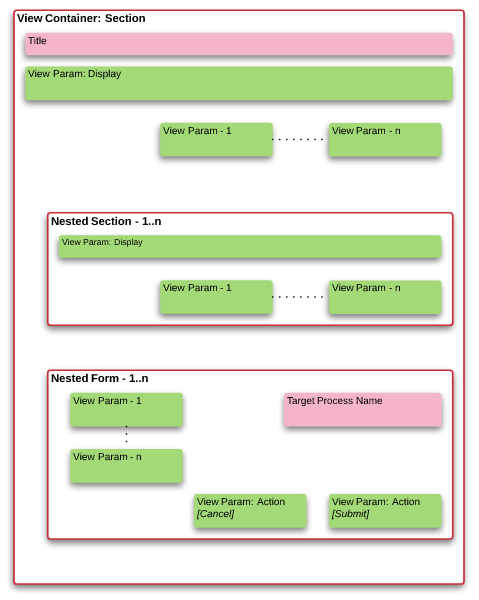 View Container: Section
Title
View Param: Display
View Param - 1 . . . . . . . . View Param - n
Nested Section - 1..n
View Param: Display
View Param - 1 . . . . . . . . View Param - n
Nested Form - 1..n
View Param - 1
Target Process Name
.
.
.
View Param - n
View Param: Action
[Cancel]
View Param: Action
[Submit]